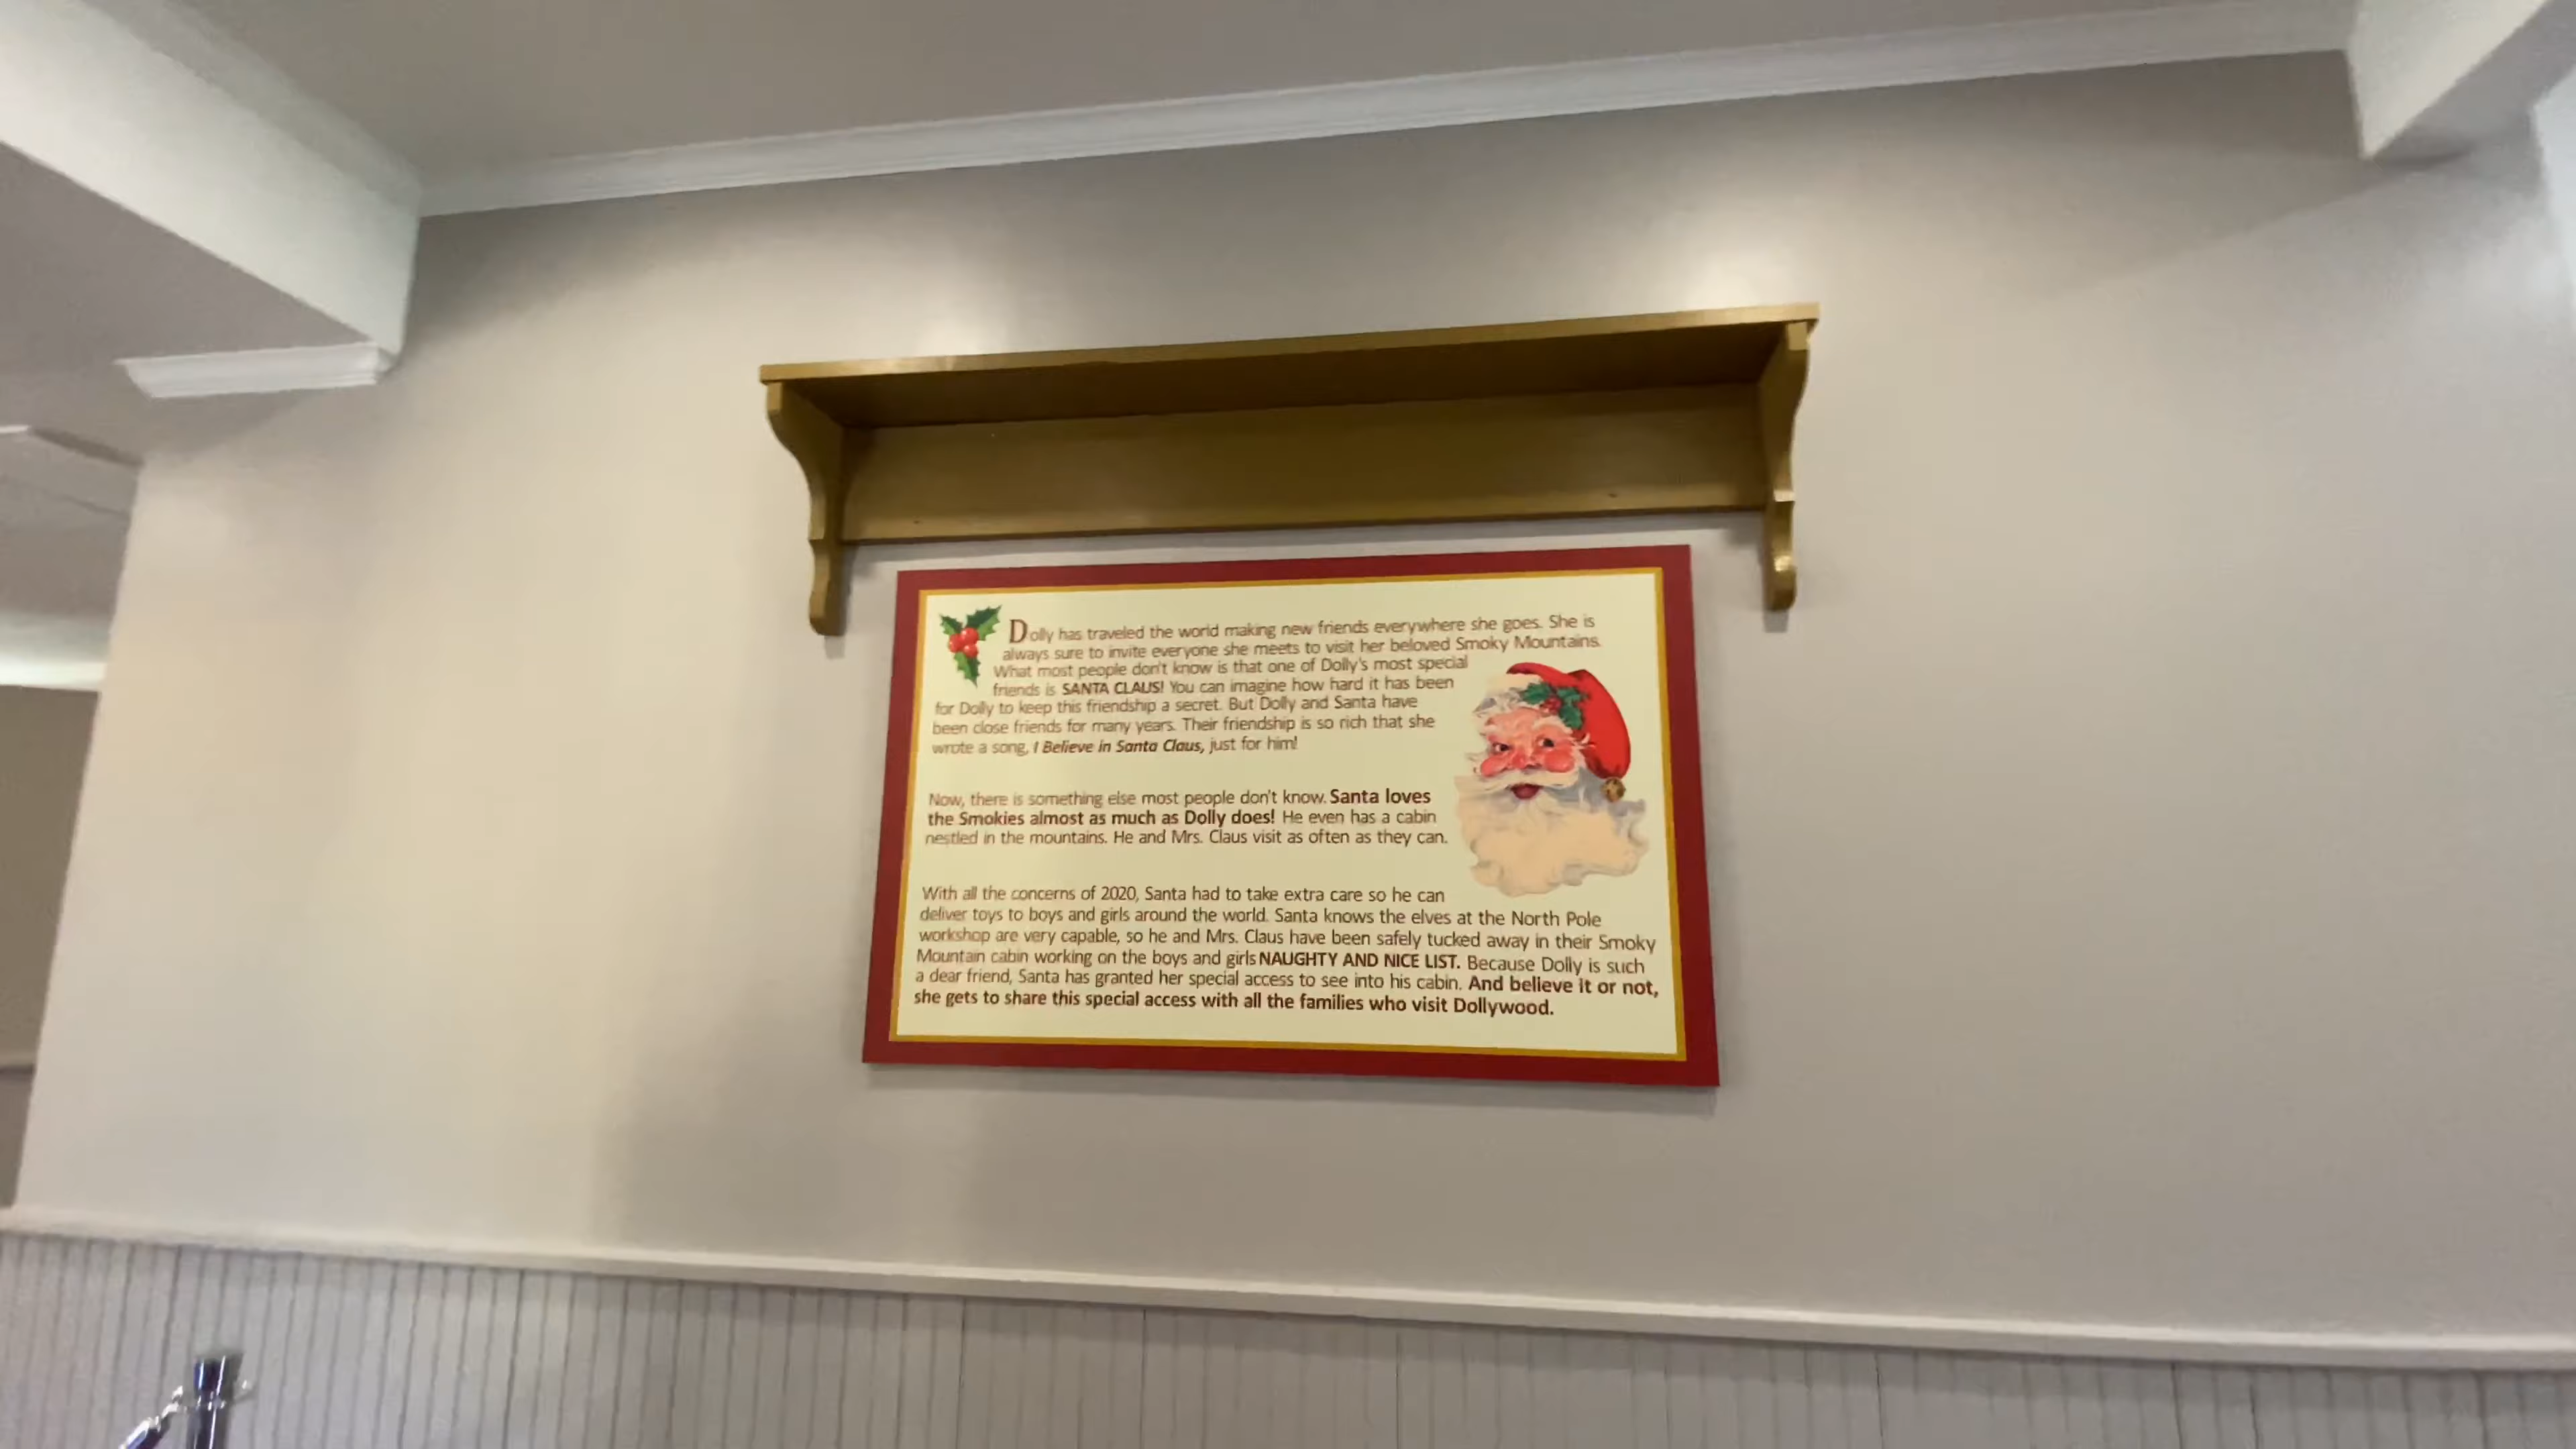 Dolly has traveled the world making new friends everywhere she goes. She is
always sure to invite everyone she meets to visit her beloved Smoky Mountains.
What most people don't know is that one of Dolly's most special
friends is SANTA CLAUS! You can imagine how hard it has been
for Dolly to keep this friendship a secret. But Dolly and Santa have
been close friends for many years. Their friendship is so rich that she
wrote a song, I Believe in Santa Claus, just for him!
Now, there is something else most people don't know. Santa loves
the Smokies almost as much as Dolly does! He even has a cabin
nestled in the mountains. He and Mrs. Claus visit as often as they can.
With all the concerns of 2020, Santa had to take extra care so he can
deliver toys to boys and girls around the world. Santa knows the elves at the North Pole
workshop are very capable, so he and Mrs. Claus have been safely tucked away in their Smoky
Mountain cabin working on the boys and girls NAUGHTY AND NICE LIST. Because Dolly is such
a dear friend, Santa has granted her special access to see into his cabin. And believe it or not,
she gets to share this special access with all the families who visit Dollywood.